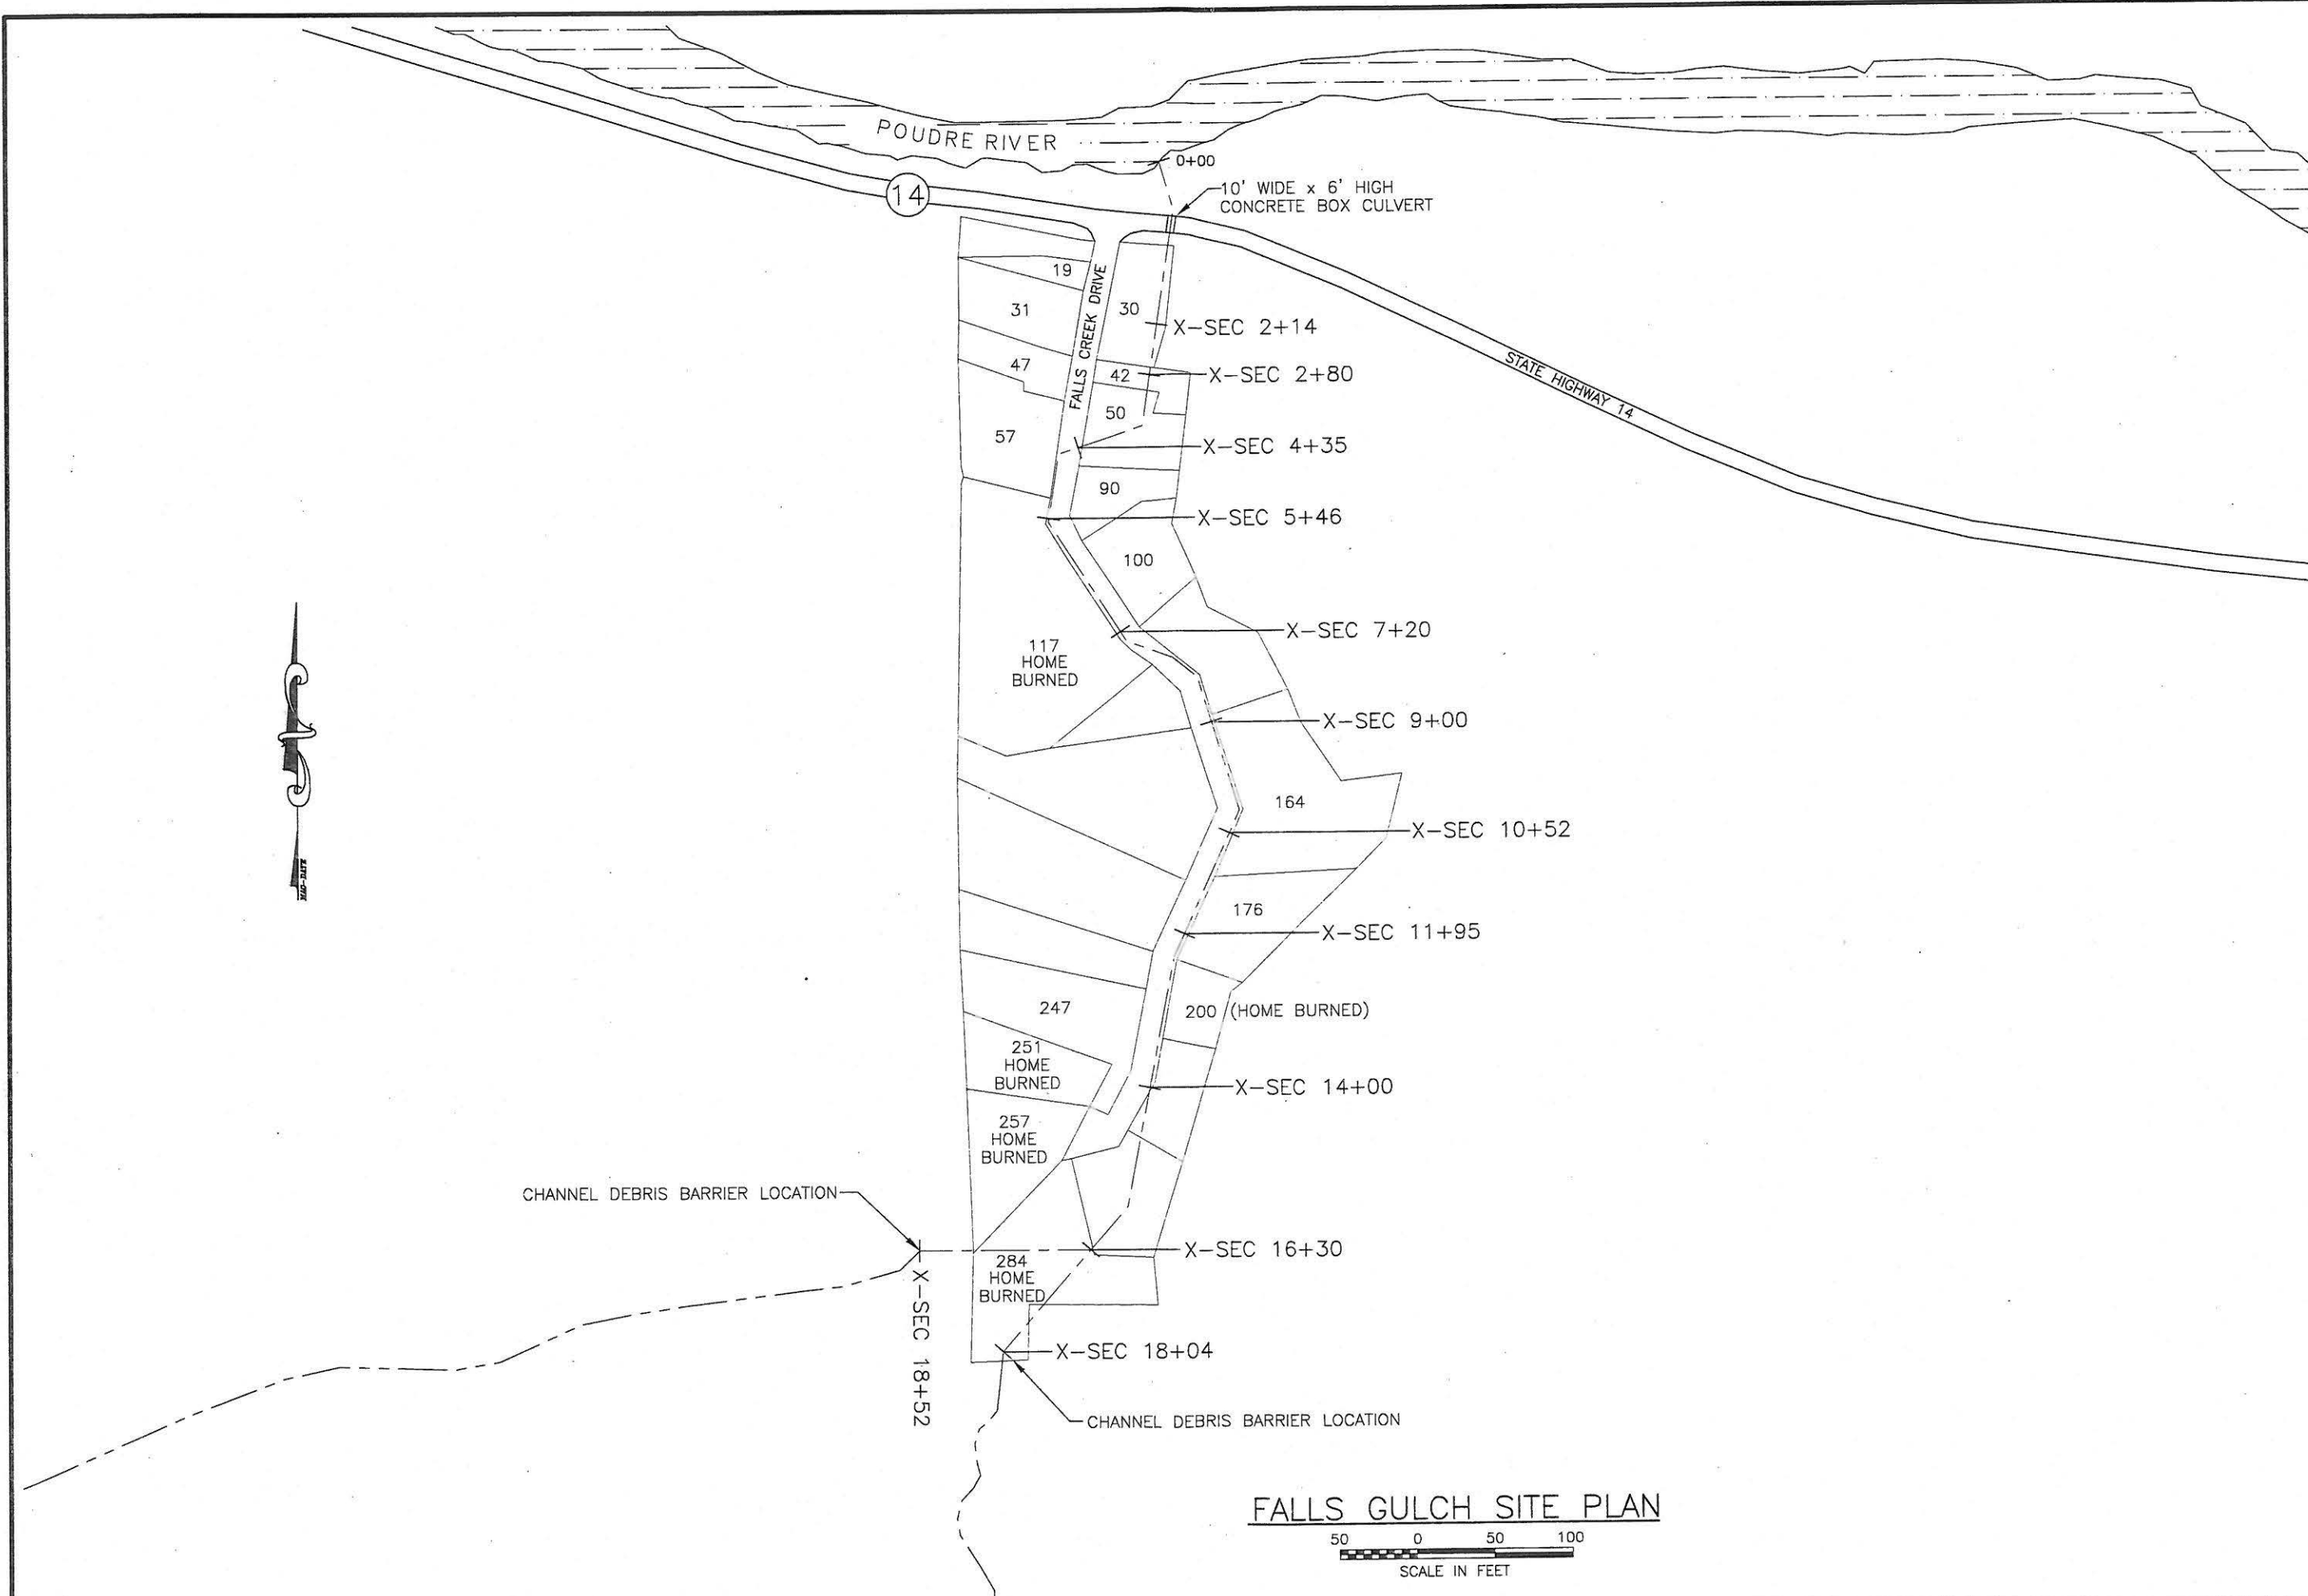 POUDRE RIVER
0+00
10' WIDE x 6' HIGH
CONCRETE BOX CULVERT
14
19
31
30
FALLS CREEK DRIVE
X-SEC 2+14
47
42
X-SEC 2+80
STATE HIGHWAY 14
50
57
X-SEC 4+35
90
X-SEC 5+46
100
X-SEC 7+20
117
HOME
BURNED
X-SEC 9+00
164
X-SEC 10+52
176
X-SEC 11+95
247
200 (HOME BURNED)
251
HOME
BURNED
X-SEC 14+00
257
HOME
BURNED
CHANNEL DEBRIS BARRIER LOCATION
X-SEC 16+30
284
HOME
BURNED
X-SEC 18+52
X-SEC 18+04
CHANNEL DEBRIS BARRIER LOCATION
FALLS GULCH SITE PLAN
50 0 50 100
SCALE IN FEET